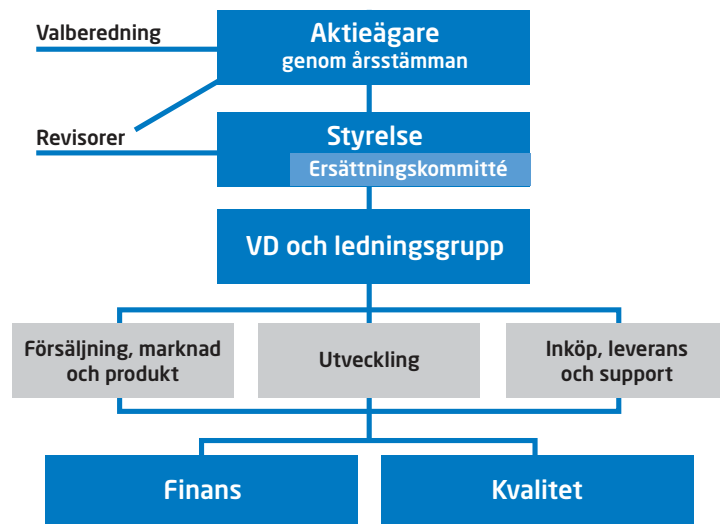 Valberedning
Aktieägare
genom årsstämman
Revisorer
Styrelse
Ersättningskommitté
VD och ledningsgrupp
Försäljning, marknad
och produkt
Utveckling
Inköp, leverans
och support
Finans
Kvalitet